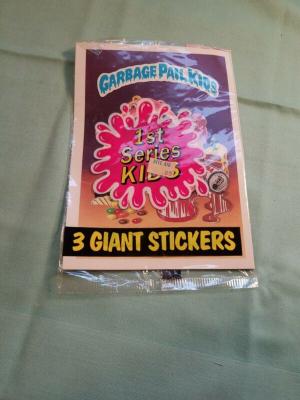 GARBAGE PAIL KIDS
1st
Series
KIDS
3 GIANT STICKERS